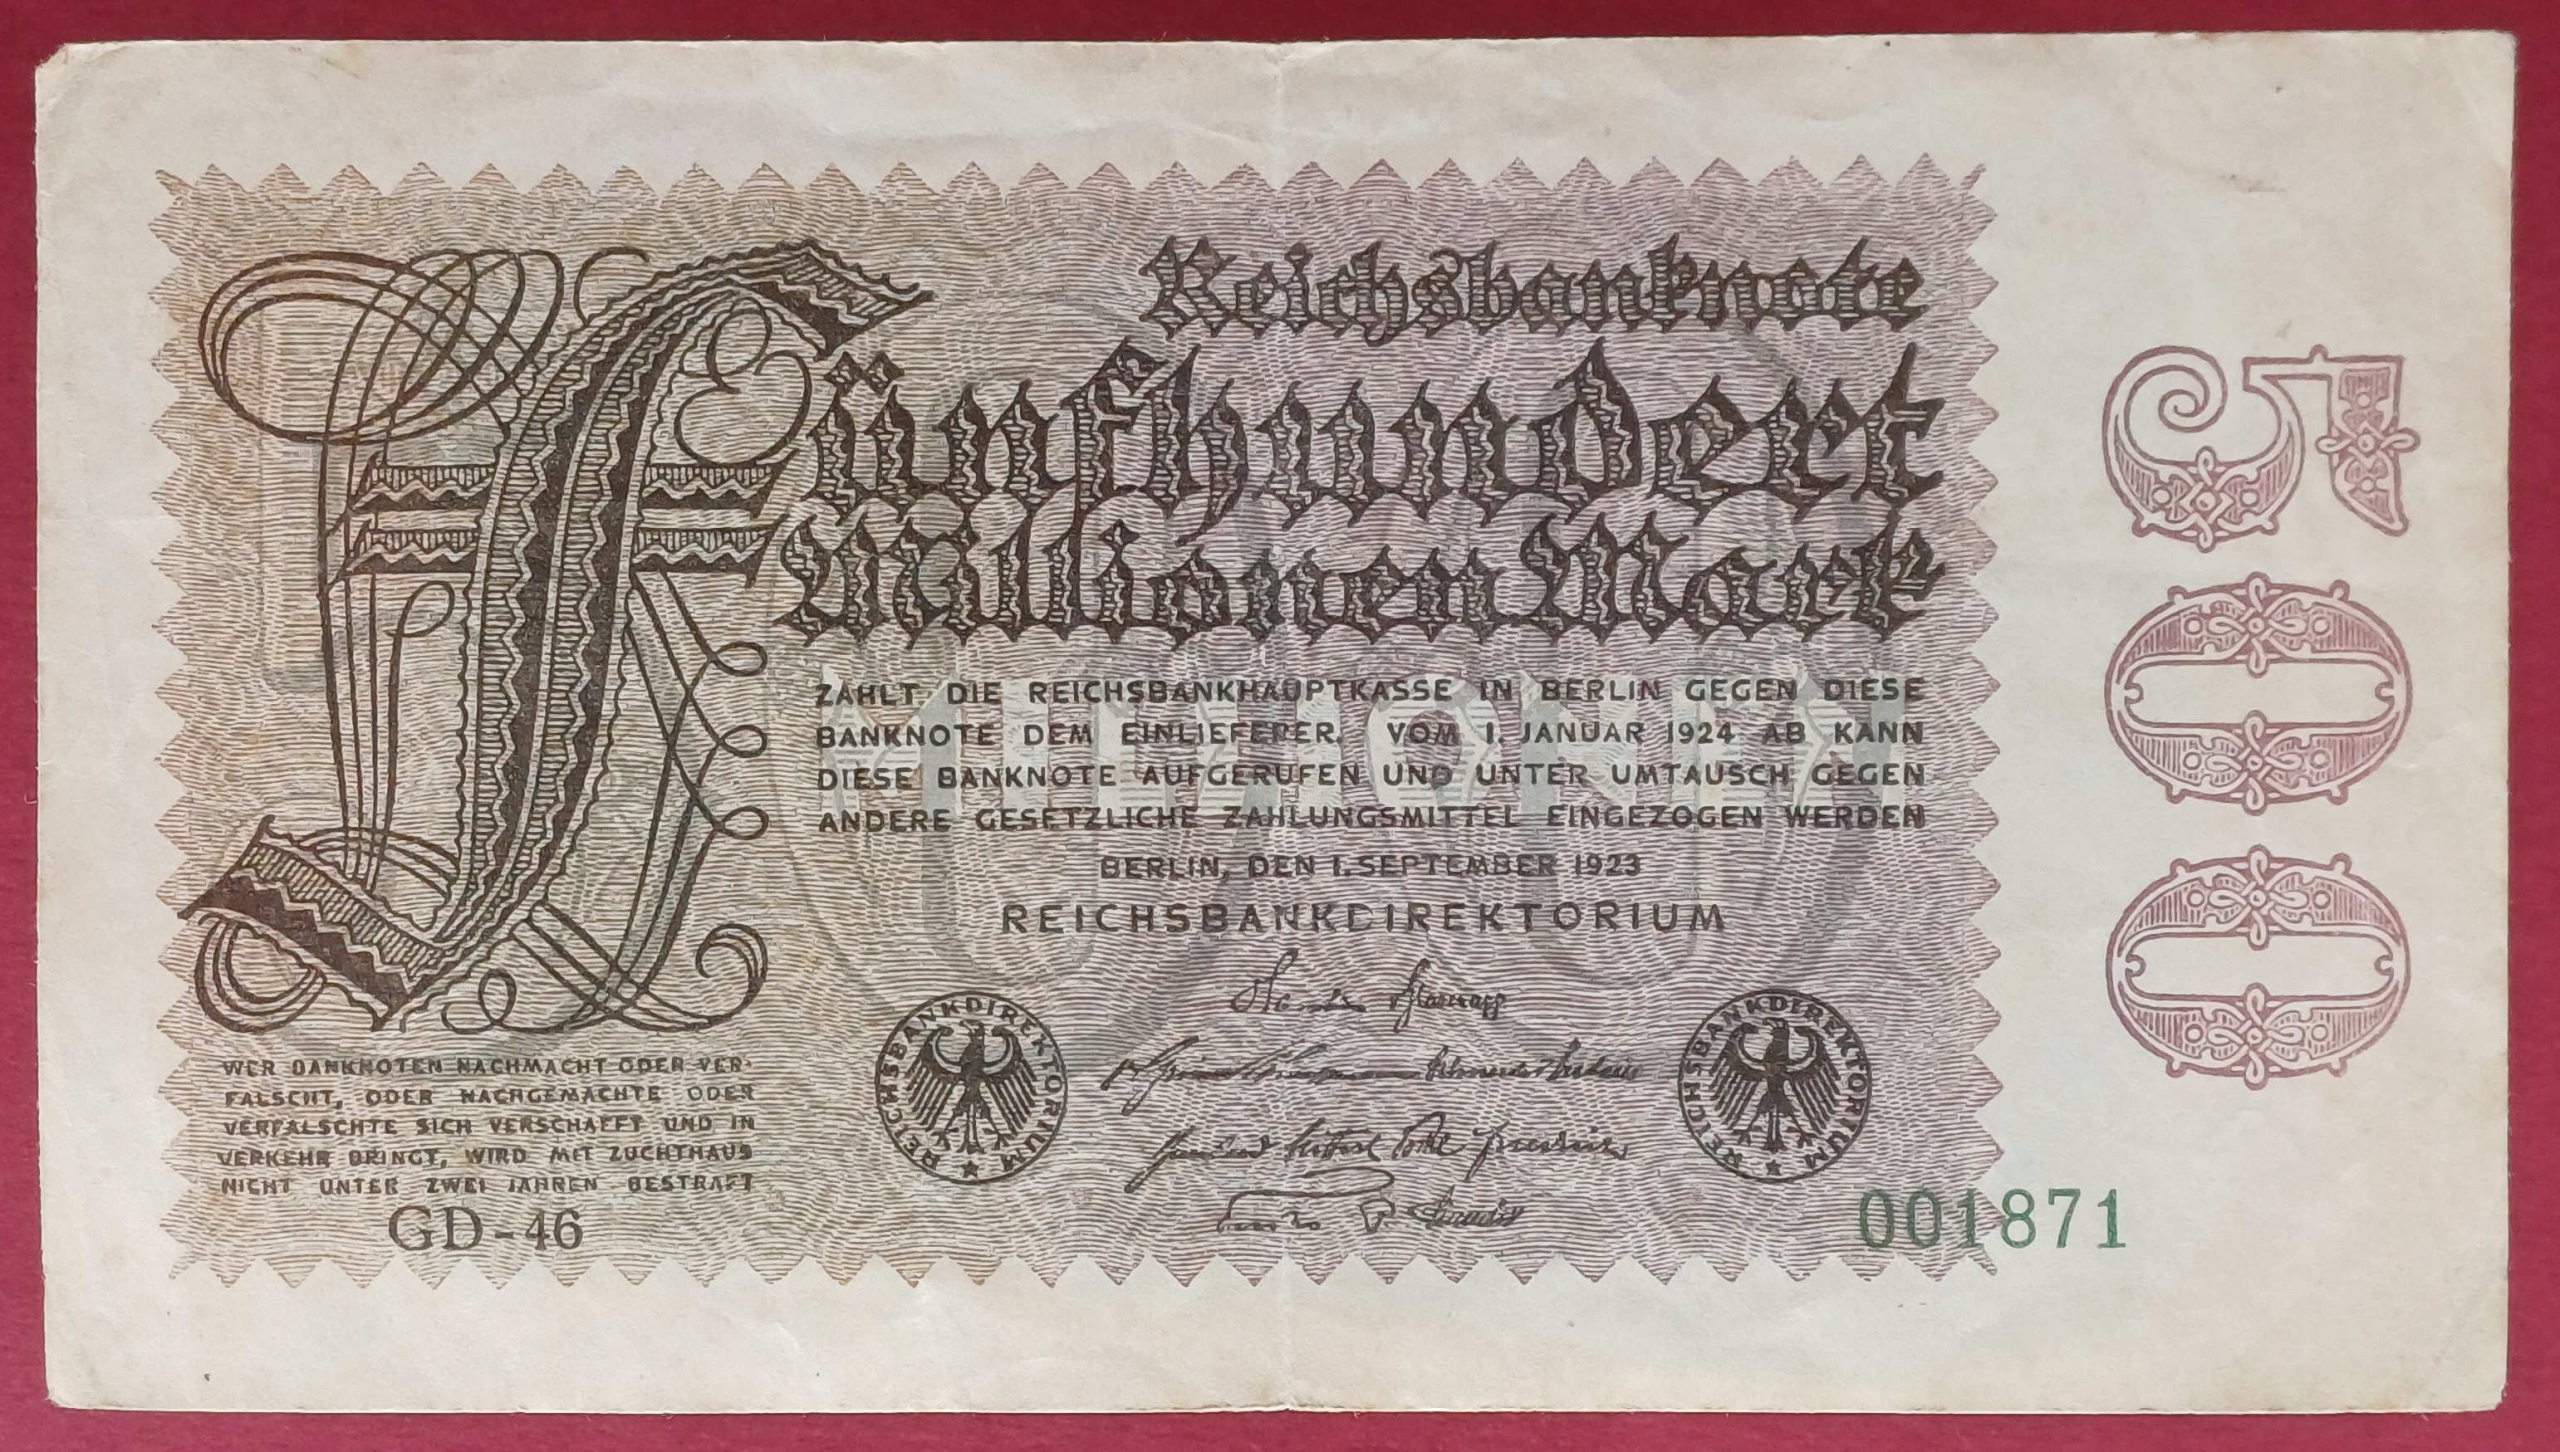 Reichsbanknote
Fünfhundert
Millionen Mark
ZAHLT DIE REICHSBANKHAUPTKASSE IN BERLIN GEGEN DIESE
BANKNOTE DEM EINLIEFERER. VOM 1. JANUAR 1924 AB KANN
DIESE BANKNOTE AUFGERUFEN UND UNTER UMTAUSCH GEGEN
ANDERE GESETZLICHE ZAHLUNGSMITTEL EINGEZOGEN WERDEN
BERLIN, DEN 1. SEPTEMBER 1923
REICHSBANKDIREKTORIUM
REICHSBANKDIREKTORIUM
REICHSBANKDIREKTORIUM
WER BANKNOTEN NACHMACHT ODER VER-
FÄLSCHT, ODER NACHGEMACHTE ODER
VERFÄLSCHTE SICH VERSCHAFFT UND IN
VERKEHR BRINGT, WIRD MIT ZUCHTHAUS
NICHT UNTER ZWEI JAHREN BESTRAFT
GD-46
001871
500
MILLIONEN